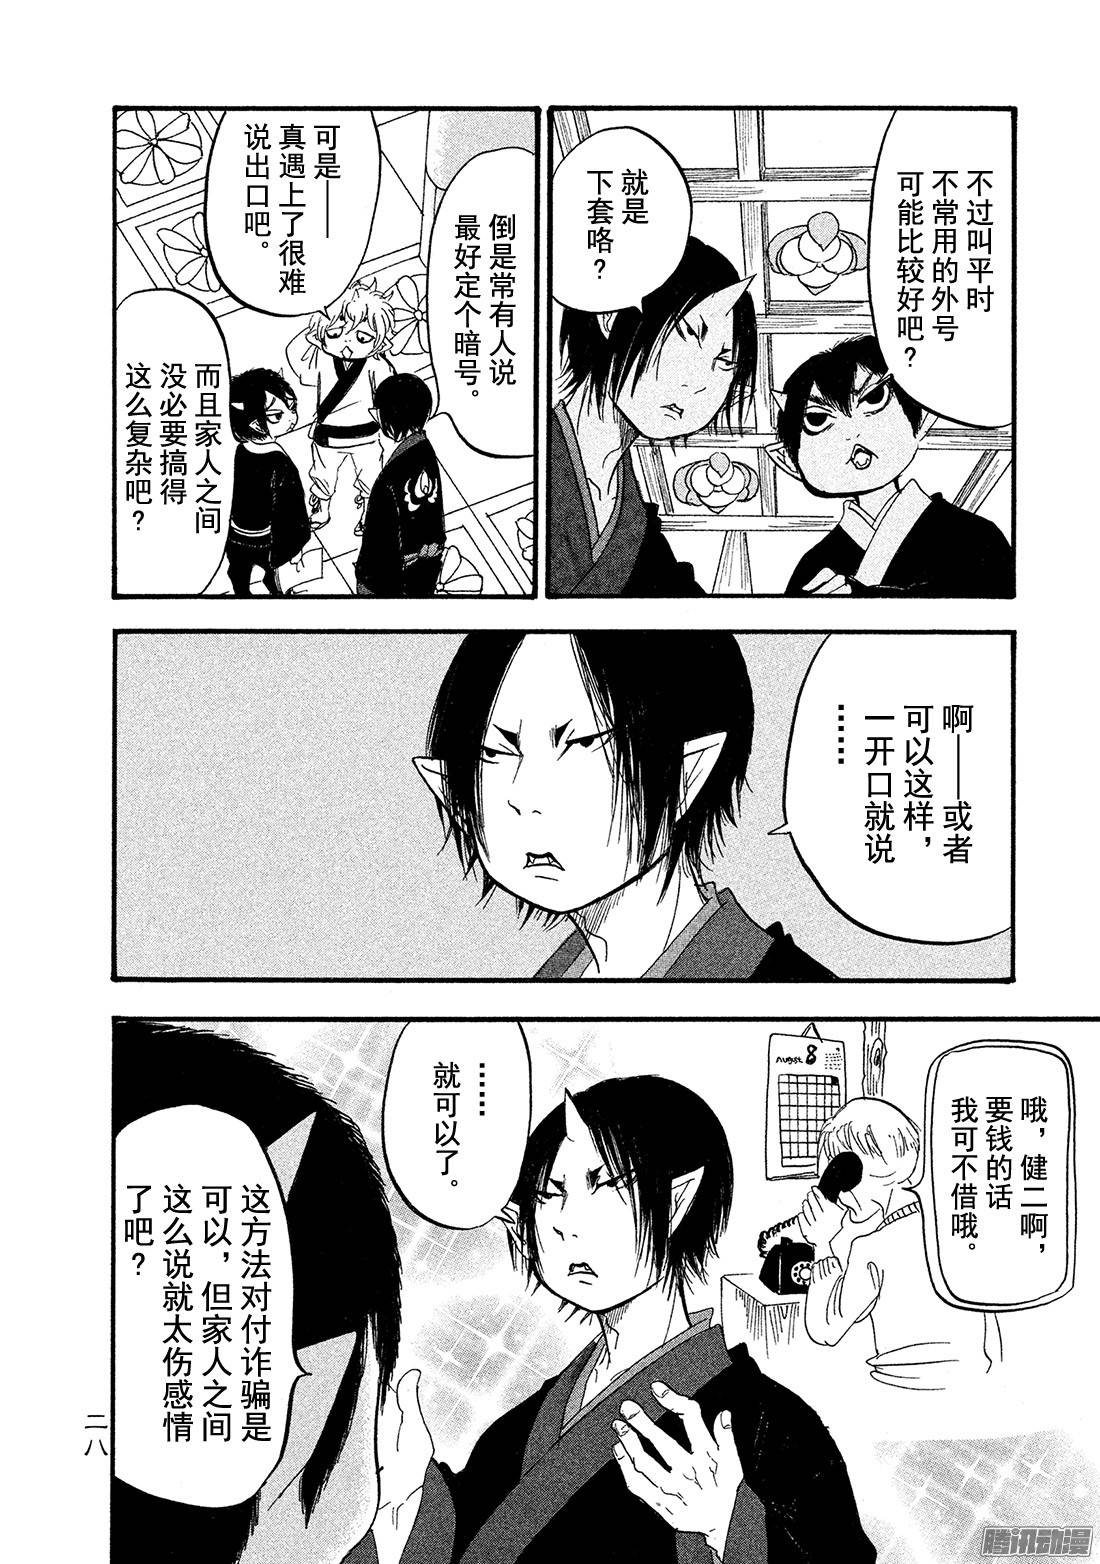 不过叫平时
不常用的外号
可能比较好吧？
就是
下套咯？
倒是常有人说
最好定个暗号。
可是——
真遇上了很难
说出口吧。
而且家人之间
没必要搞得
这么复杂吧？
啊——或者
可以这样，
一开口就说
……
August 8
哦，健二啊，
要钱的话
我可不借哦。
……
就可以了。
这方法对付诈骗是
可以，但家人之间
这么说就太伤感情
了吧？
二八
腾讯动漫